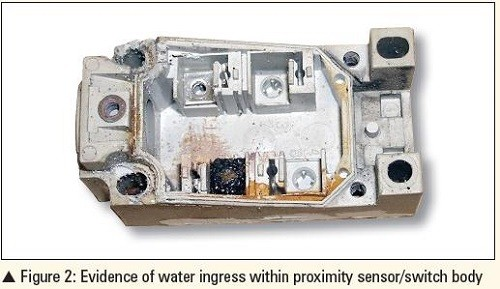 ▲ Figure 2: Evidence of water ingress within proximity sensor/switch body